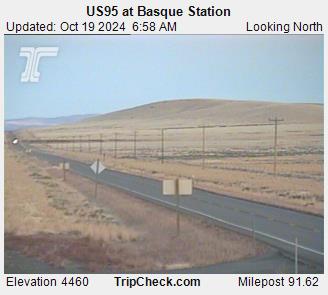 US95 at Basque Station
Updated: Oct 19 2024 6:58 AM Looking North
Elevation 4460 TripCheck.com Milepost 91.62